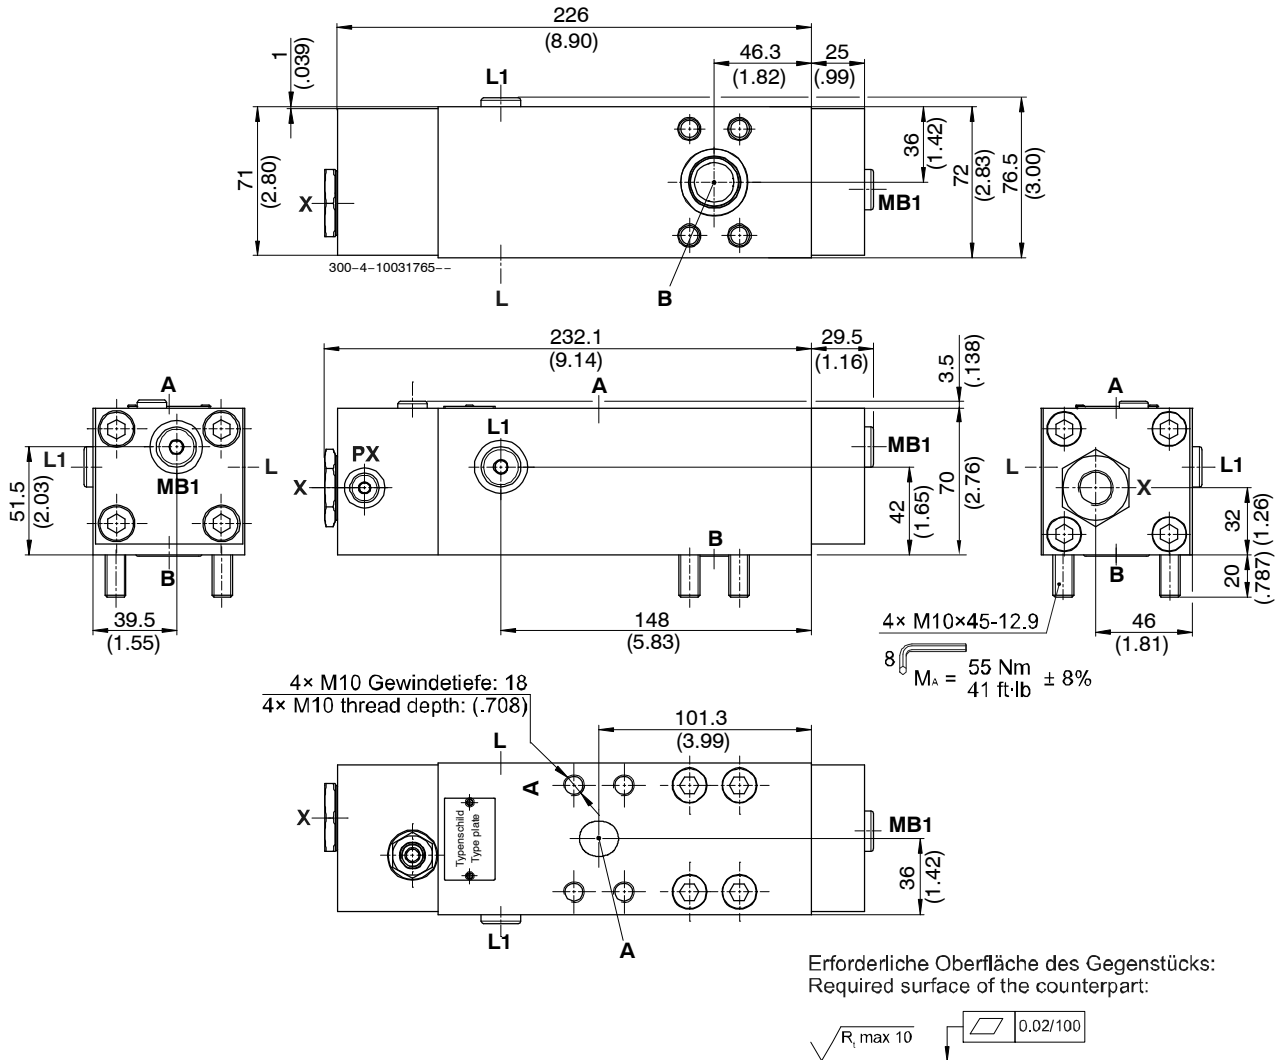 226
(8.90)
46.3
(1.82)
25
(.99)
1
(.039)
L1
71
(2.80)
X
36
(1.42)
72
(2.83)
76.5
(3.00)
MB1
300-4-10031765--
L
B
232.1
(9.14)
29.5
(1.16)
3.5
(.138)
A
L1
L
MB1
51.5
(2.03)
B
39.5
(1.55)
A
L1
PX
X
MB1
42
(1.65)
70
(2.76)
B
148
(5.83)
A
L
L1
X
32
(1.26)
20
(.787)
B
46
(1.81)
4× M10×45-12.9
8
MA = 55 Nm
41 ft·lb
± 8%
4× M10 Gewindetiefe: 18
4× M10 thread depth: (.708)
101.3
(3.99)
L
A
X
Typenschild
Type plate
MB1
36
(1.42)
L1
A
Erforderliche Oberfläche des Gegenstücks:
Required surface of the counterpart:
Rt max 10
0.02/100